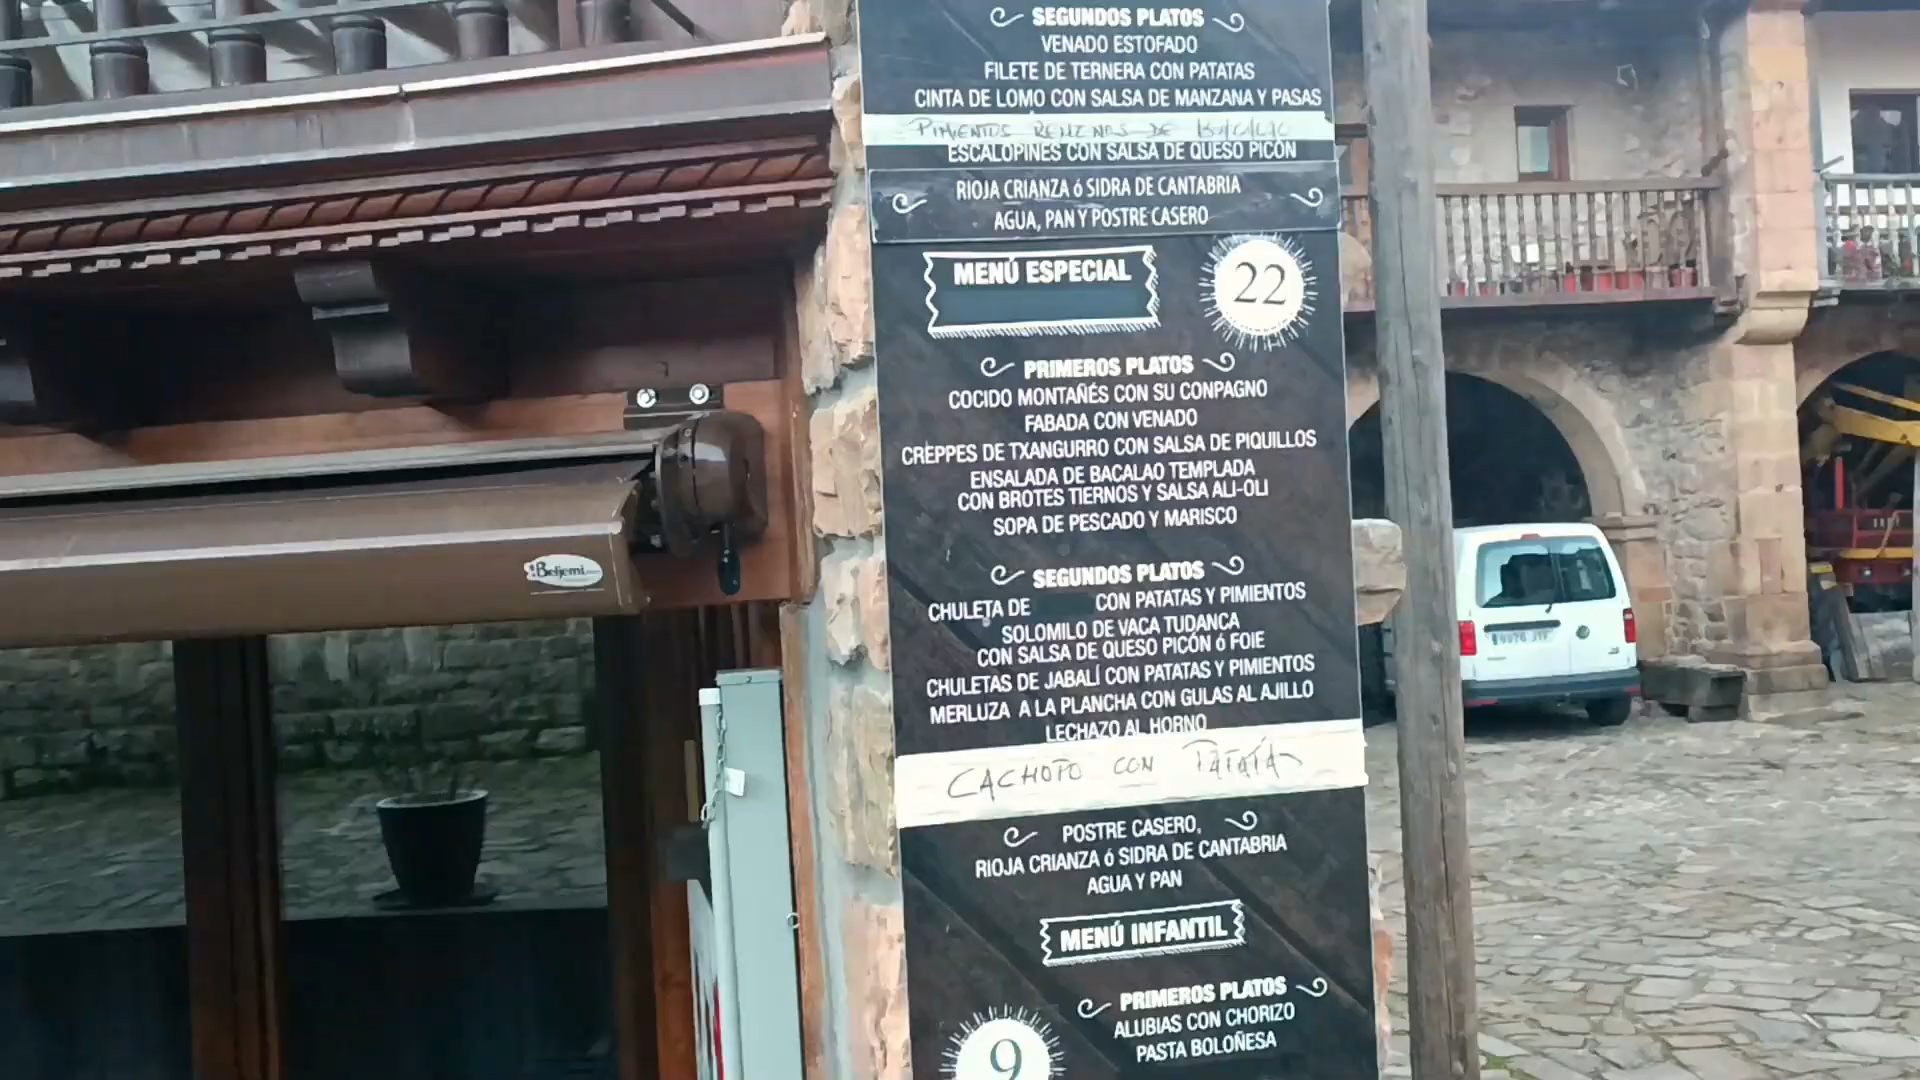 SEGUNDOS PLATOS
VENADO ESTOFADO
FILETE DE TERNERA CON PATATAS
CINTA DE LOMO CON SALSA DE MANZANA Y PASAS
PIMIENTOS DE
ESCALOPINES CON SALSA DE QUESO PICÓN
RIOJA CRIANZA ó SIDRA DE CANTABRIA
AGUA, PAN Y POSTRE CASERO
MENÚ ESPECIAL
22
PRIMEROS PLATOS
COCIDO MONTAÑÉS CON SU CONPAGNO
FABADA CON VENADO
CRÈPPES DE TXANGURRO CON SALSA DE PIQUILLOS
ENSALADA DE BACALAO TEMPLADA
CON BROTES TIERNOS Y SALSA ALI-OLI
SOPA DE PESCADO Y MARISCO
SEGUNDOS PLATOS
CHULETA DE CON PATATAS Y PIMIENTOS
SOLOMILO DE VACA TUDANCA
CON SALSA DE QUESO PICÓN ó FOIE
CHULETAS DE JABALÍ CON PATATAS Y PIMIENTOS
MERLUZA A LA PLANCHA CON GULAS AL AJILLO
LECHAZO AL HORNO
CACHOPO CON PATATAS
POSTRE CASERO,
RIOJA CRIANZA ó SIDRA DE CANTABRIA
AGUA Y PAN
MENÚ INFANTIL
PRIMEROS PLATOS
ALUBIAS CON CHORIZO
PASTA BOLOÑESA
9
Beljemi